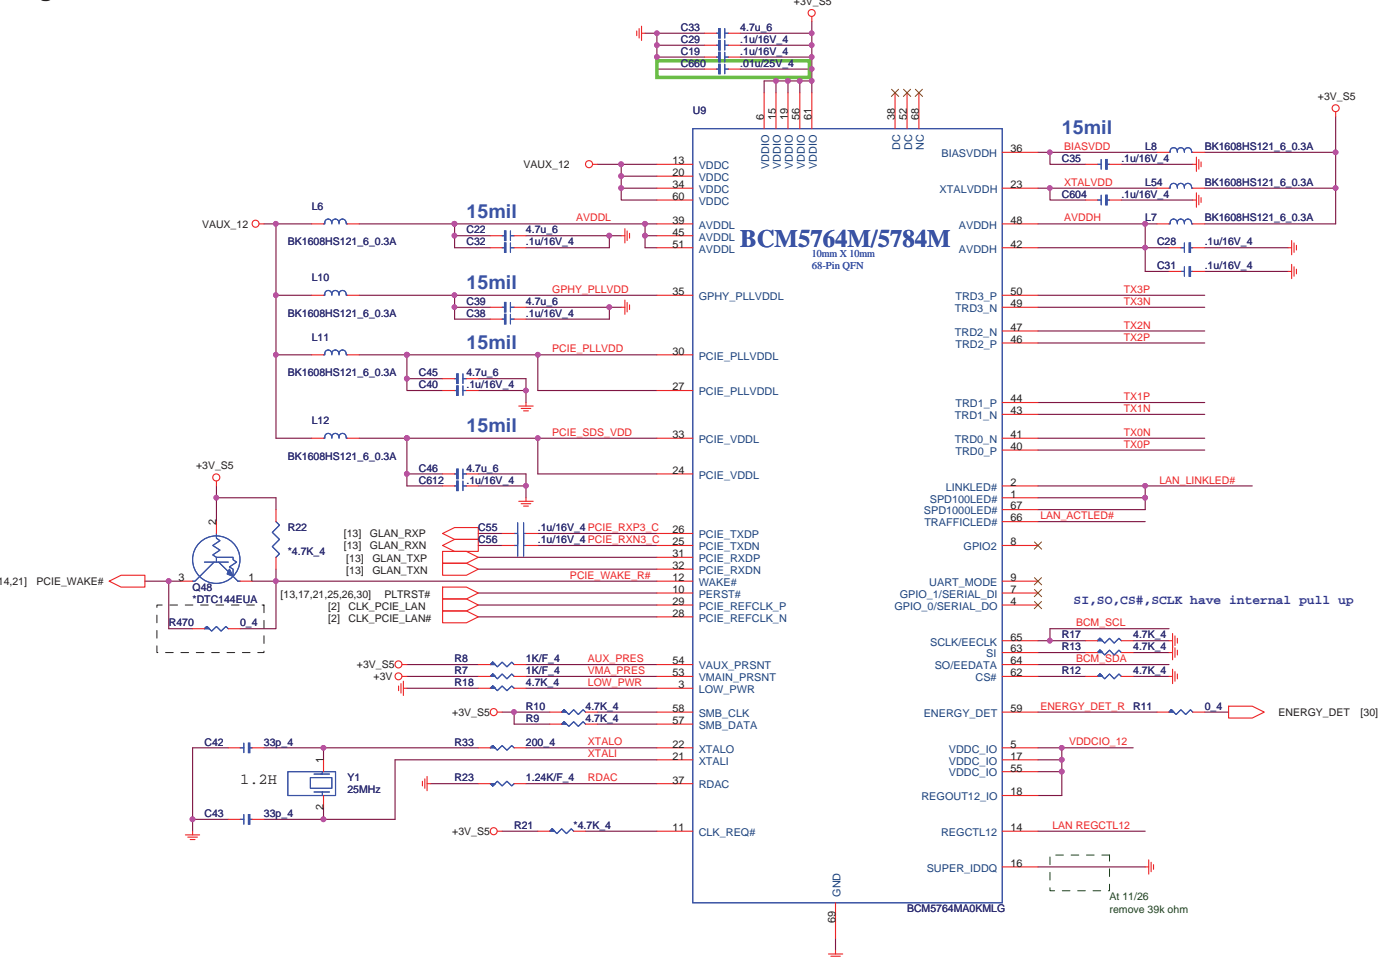 +3V_S5
C33 4.7u_6
C29 .1u/16V_4
C19 .1u/16V_4
C660 .01u/25V_4
U9
6 15 19 56 61
38 52 68
VDDIO VDDIO VDDIO VDDIO VDDIO
DC DC NC
+3V_S5
15mil
VAUX_12
13 VDDC
20 VDDC
34 VDDC
60 VDDC
BIASVDDH 36 BIASVDD L8 BK1608HS121_6_0.3A
C35 .1u/16V_4
XTALVDDH 23 XTALVDD L54 BK1608HS121_6_0.3A
C604 .1u/16V_4
VAUX_12
L6
BK1608HS121_6_0.3A
15mil
AVDDL
C22 4.7u_6
C32 .1u/16V_4
39 AVDDL
45 AVDDL
51 AVDDL
BCM5764M/5784M
10mm X 10mm
68-Pin QFN
AVDDH 48 AVDDH L7 BK1608HS121_6_0.3A
AVDDH 42 C28 .1u/16V_4
C31 .1u/16V_4
L10
BK1608HS121_6_0.3A
15mil
GPHY_PLLVDD 35 GPHY_PLLVDDL
C39 4.7u_6
C38 .1u/16V_4
TRD3_P 50 TX3P
TRD3_N 49 TX3N
TRD2_N 47 TX2N
TRD2_P 46 TX2P
L11
BK1608HS121_6_0.3A
15mil
PCIE_PLLVDD 30 PCIE_PLLVDDL
C45 4.7u_6
C40 .1u/16V_4
27 PCIE_PLLVDDL
TRD1_P 44 TX1P
TRD1_N 43 TX1N
TRD0_N 41 TX0N
TRD0_P 40 TX0P
L12
BK1608HS121_6_0.3A
15mil
PCIE_SDS_VDD 33 PCIE_VDDL
C46 4.7u_6
C612 .1u/16V_4
24 PCIE_VDDL
LINKLED# 2 LAN_LINKLED#
SPD100LED# 1
SPD1000LED# 67
TRAFFICLED# 66 LAN_ACTLED#
+3V_S5
2
R22
*4.7K_4
3
1
Q48
*DTC144EUA
14,21] PCIE_WAKE#
R470 0_4
[13] GLAN_RXP C55 .1u/16V_4 PCIE_RXP3_C 26 PCIE_TXDP
[13] GLAN_RXN C56 .1u/16V_4 PCIE_RXN3_C 25 PCIE_TXDN
[13] GLAN_TXP 31 PCIE_RXDP
[13] GLAN_TXN 32 PCIE_RXDN
PCIE_WAKE_R# 12 WAKE#
[13,17,21,25,26,30] PLTRST# 10 PERST#
[2] CLK_PCIE_LAN 29 PCIE_REFCLK_P
[2] CLK_PCIE_LAN# 28 PCIE_REFCLK_N
GPIO2 8
UART_MODE 9
GPIO_1/SERIAL_DI 7
GPIO_0/SERIAL_DO 4
SI,SO,CS#,SCLK have internal pull up
BCM_SCL
SCLK/EECLK 65 R17 4.7K_4
SI 63 R13 4.7K_4
SO/EEDATA 64 BCM_SDA
CS# 62 R12 4.7K_4
+3V_S5 R8 1K/F_4 AUX_PRES 54 VAUX_PRSNT
+3V R7 1K/F_4 VMA_PRES 53 VMAIN_PRSNT
R18 4.7K_4 LOW_PWR 3 LOW_PWR
+3V_S5 R10 4.7K_4 58 SMB_CLK
R9 4.7K_4 57 SMB_DATA
ENERGY_DET 59 ENERGY_DET_R R11 0_4 ENERGY_DET [30]
C42 33p_4
R33 200_4 XTALO 22 XTALO
XTALI 21 XTALI
1.2H
1
2
Y1
25MHz
C43 33p_4
R23 1.24K/F_4 RDAC 37 RDAC
VDDC_IO 5 VDDCIO_12
VDDC_IO 17
VDDC_IO 55
REGOUT12_IO 18
+3V_S5 R21 *4.7K_4 11 CLK_REQ#
REGCTL12 14 LAN REGCTL12
SUPER_IDDQ 16
At 11/26
remove 39k ohm
GND
69
BCM5764MA0KMLG